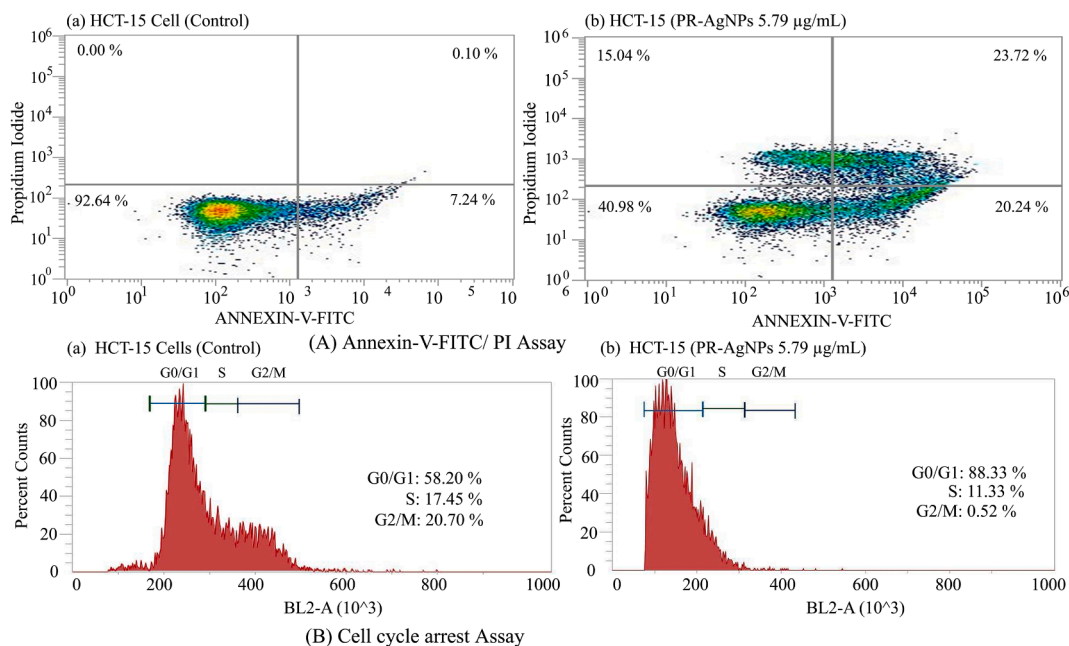 (a) HCT-15 Cell (Control)
10^6
10^5
10^4
10^3
10^2
10^1
10^0
Propidium Iodide
0.00 %
0.10 %
92.64 %
7.24 %
10^0 10^1 10^2 10^3 10^4 10^5 10^6
ANNEXIN-V-FITC
(b) HCT-15 (PR-AgNPs 5.79 µg/mL)
10^6
10^5
10^4
10^3
10^2
10^1
10^0
Propidium Iodide
15.04 %
23.72 %
40.98 %
20.24 %
10^0 10^1 10^2 10^3 10^4 10^5 10^6
ANNEXIN-V-FITC
(A) Annexin-V-FITC/ PI Assay
(a) HCT-15 Cells (Control)
G0/G1 S G2/M
100
80
60
40
20
0
Percent Counts
G0/G1: 58.20 %
S: 17.45 %
G2/M: 20.70 %
0 200 400 600 800 1000
BL2-A (10^3)
(b) HCT-15 (PR-AgNPs 5.79 µg/mL)
G0/G1 S G2/M
100
80
60
40
20
0
Percent Counts
G0/G1: 88.33 %
S: 11.33 %
G2/M: 0.52 %
0 200 400 600 800 1000
BL2-A (10^3)
(B) Cell cycle arrest Assay